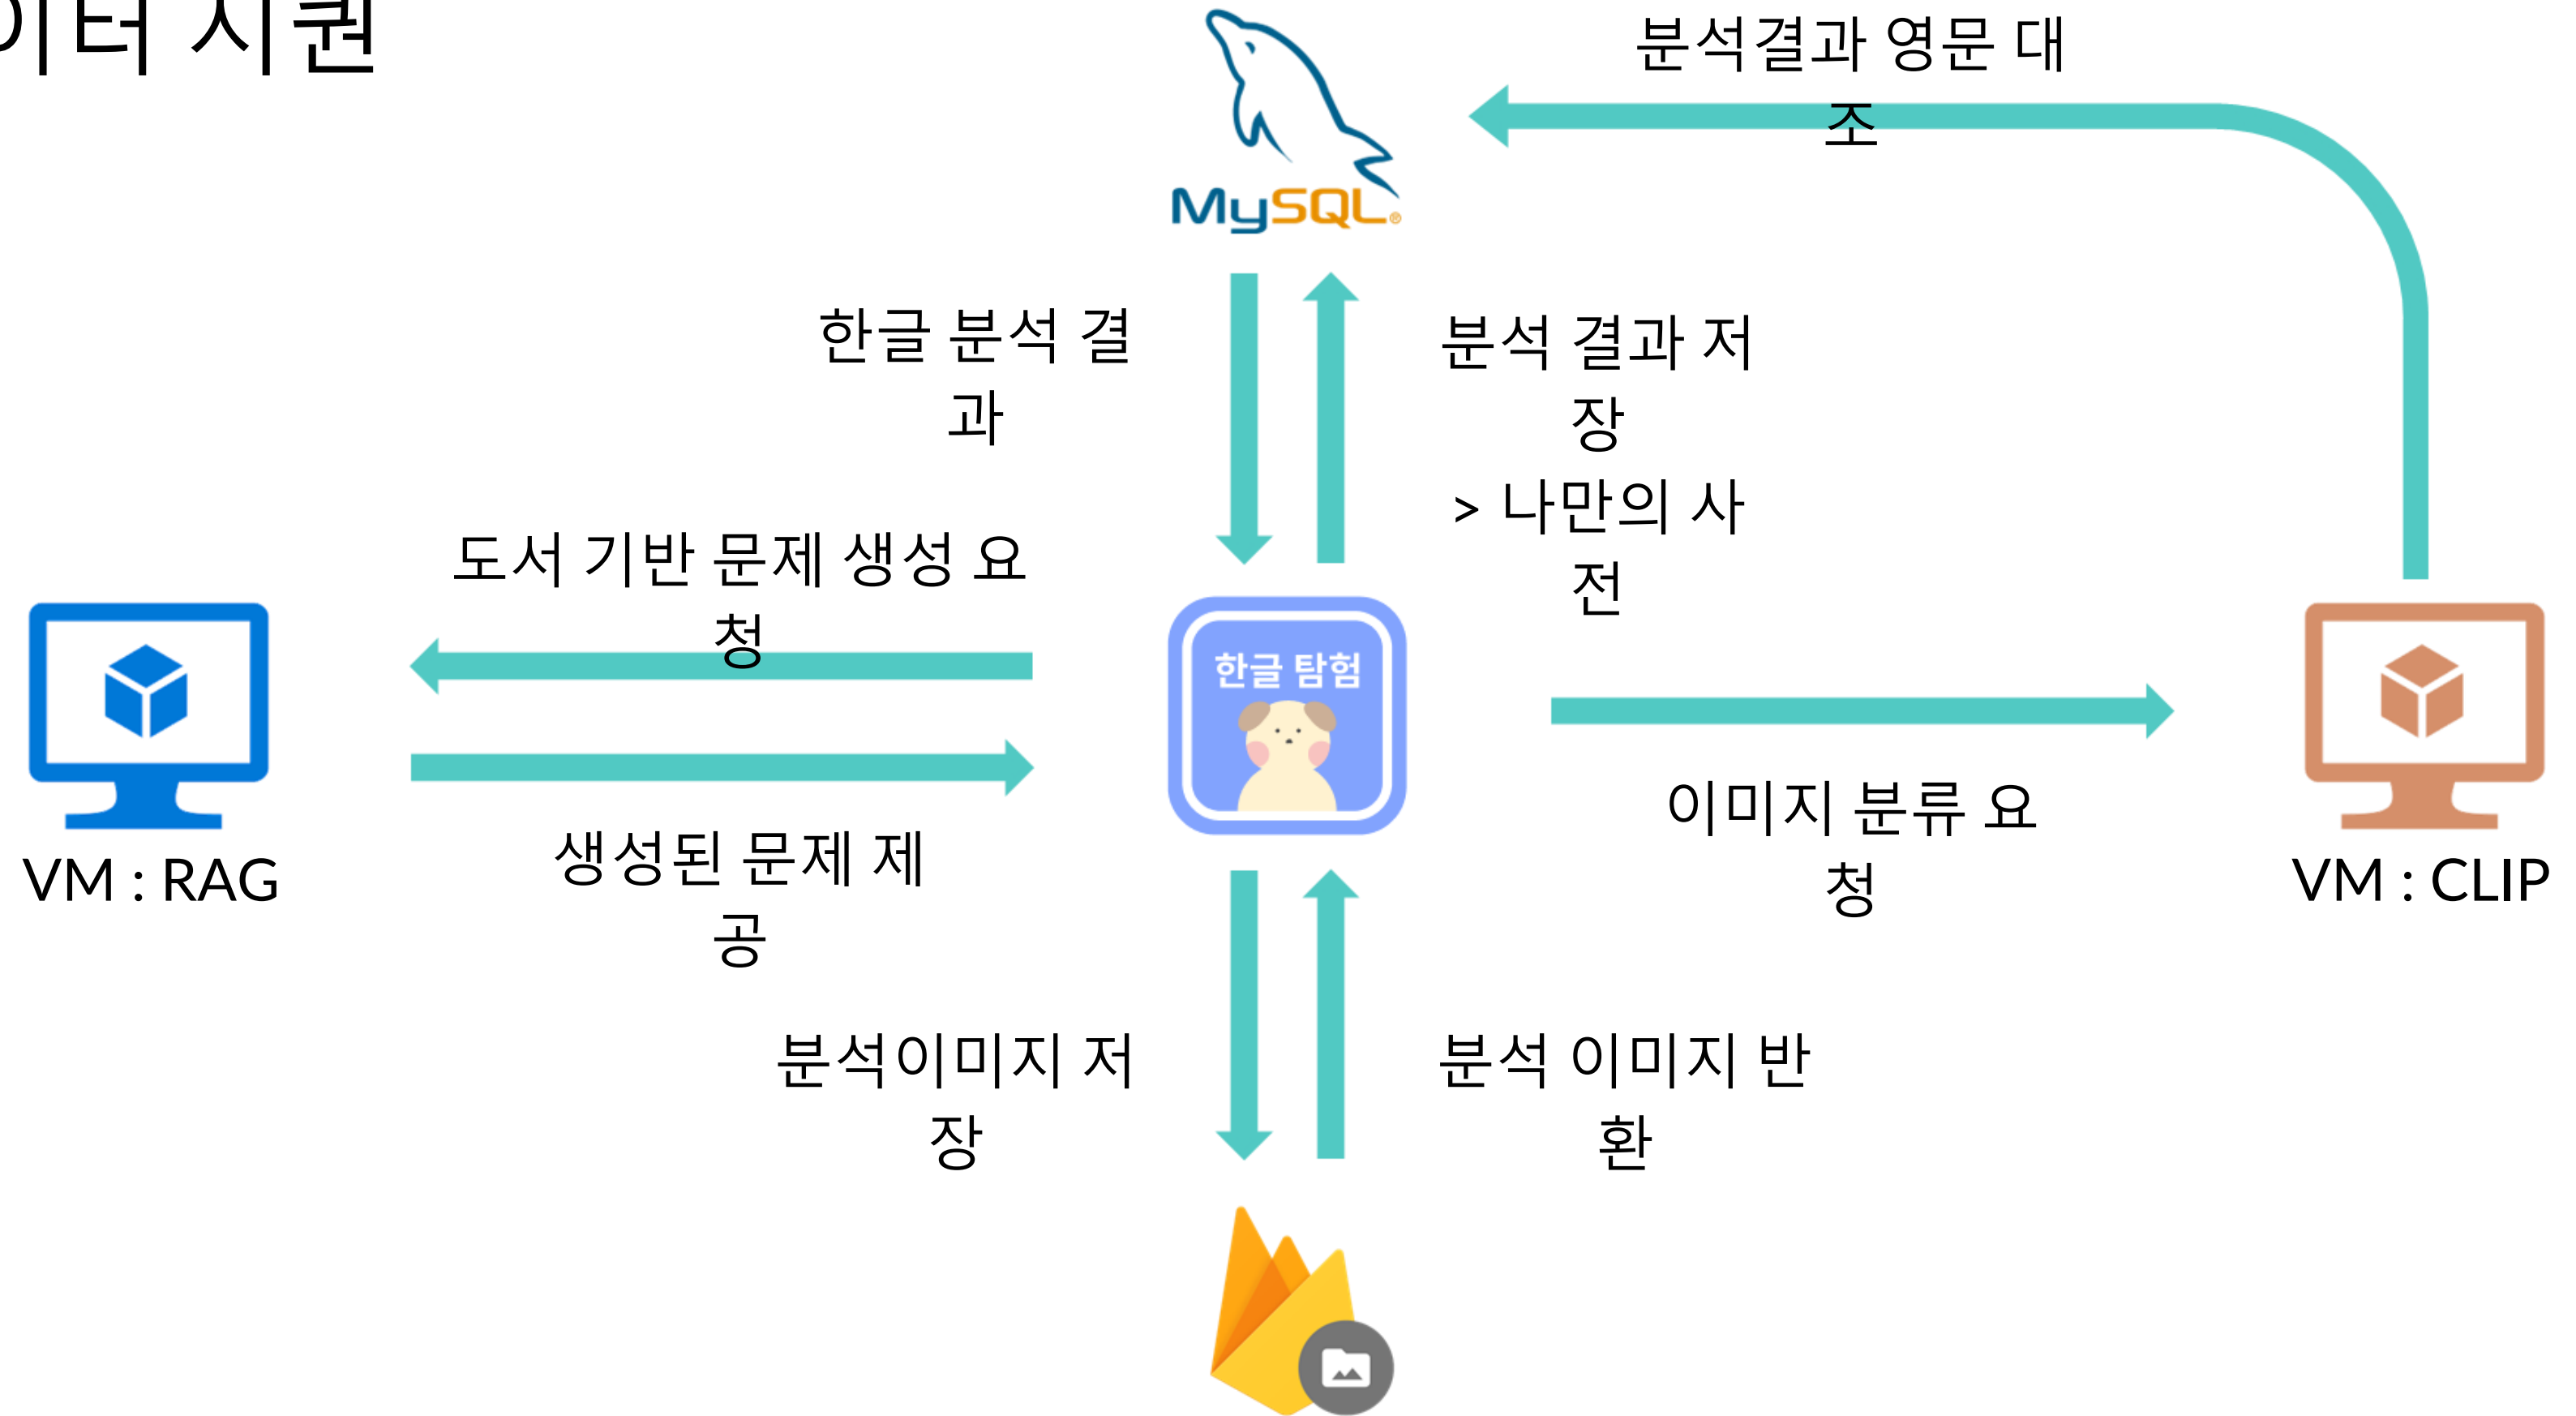 이터 지원
분석결과 영문 대
조
MySQL®
한글 분석 결
과
분석 결과 저
장
> 나만의 사
전
도서 기반 문제 생성 요
청
한글 탐험
이미지 분류 요
청
VM : RAG
VM : CLIP
생성된 문제 제
공
분석이미지 저
장
분석 이미지 반
환